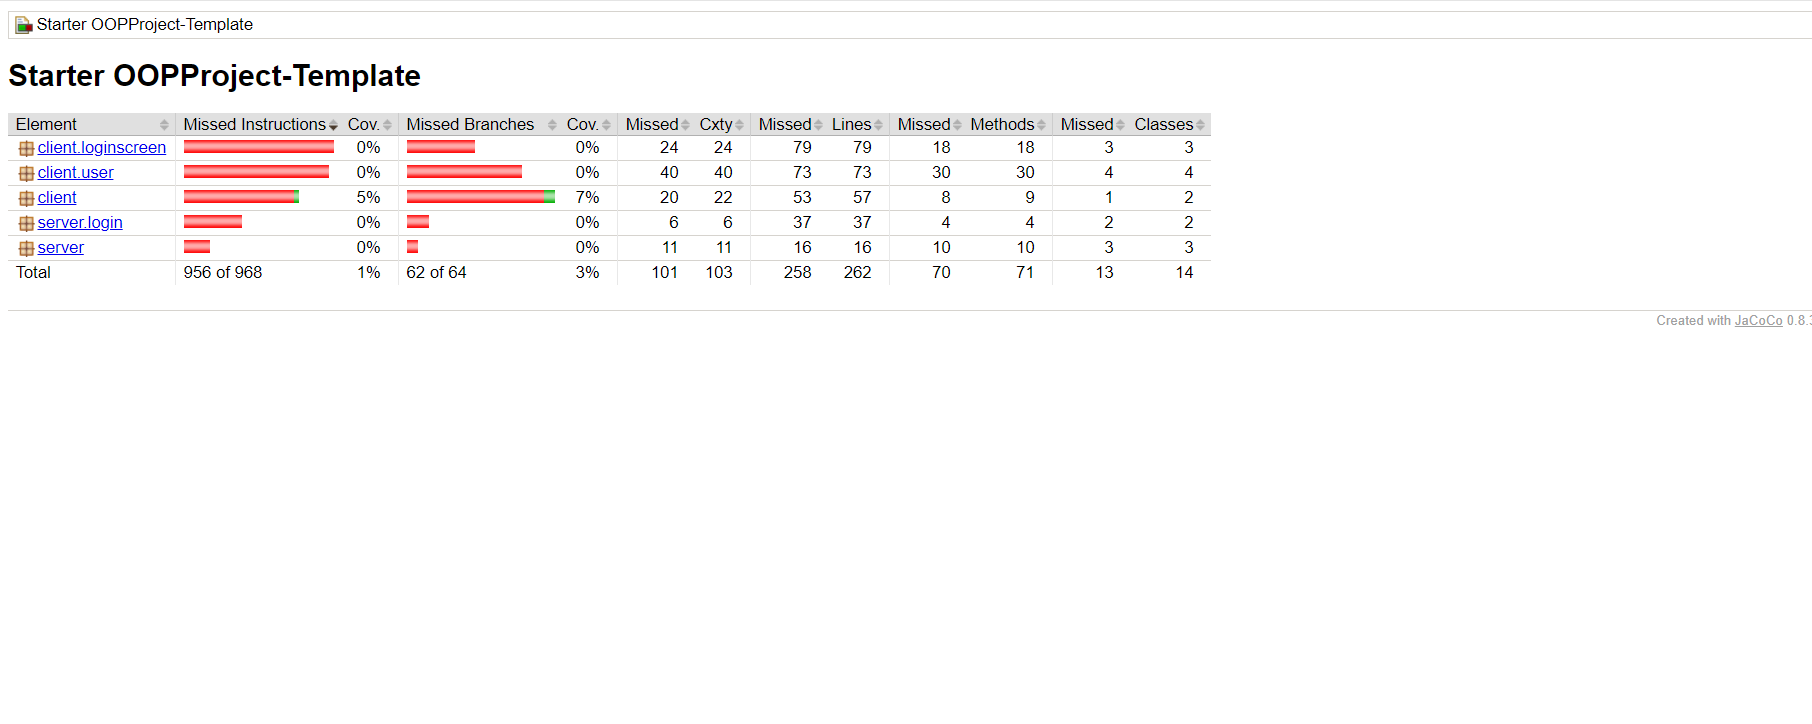 Starter OOPProject-Template
Starter OOPProject-Template
Element Missed Instructions Cov. Missed Branches Cov. Missed Cxty Missed Lines Missed Methods Missed Classes
client.loginscreen 0% 0% 24 24 79 79 18 18 3 3
client.user 0% 0% 40 40 73 73 30 30 4 4
client 5% 7% 20 22 53 57 8 9 1 2
server.login 0% 0% 6 6 37 37 4 4 2 2
server 0% 0% 11 11 16 16 10 10 3 3
Total 956 of 968 1% 62 of 64 3% 101 103 258 262 70 71 13 14
Created with JaCoCo 0.8.